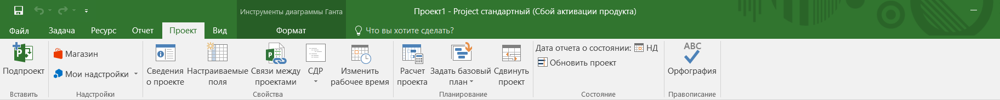 Инструменты диаграммы Ганта
Проект1 - Project стандартный (Сбой активации продукта)
Файл Задача Ресурс Отчет Проект Вид Формат Что вы хотите сделать?
Подпроект
Вставить
Магазин
Мои надстройки
Надстройки
Сведения
о проекте
Настраиваемые
поля
Связи между
проектами
СДР
Изменить
рабочее время
Свойства
Расчет
проекта
Задать базовый
план
Сдвинуть
проект
Планирование
Дата отчета о состоянии: НД
Обновить проект
Состояние
ABC
Орфография
Правописание